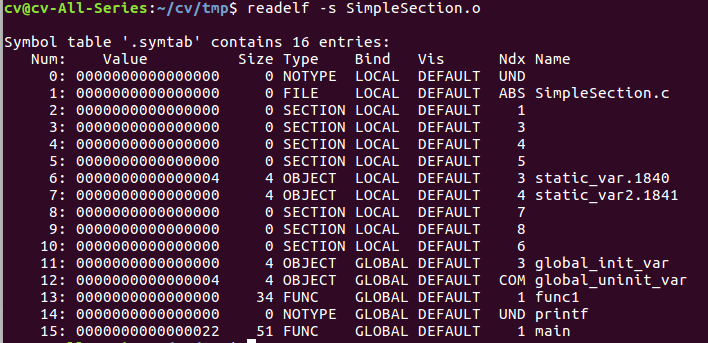 cv@cv-All-Series:~/cv/tmp$ readelf -s SimpleSection.o
Symbol table '.symtab' contains 16 entries:
Num: Value Size Type Bind Vis Ndx Name
0: 0000000000000000 0 NOTYPE LOCAL DEFAULT UND
1: 0000000000000000 0 FILE LOCAL DEFAULT ABS SimpleSection.c
2: 0000000000000000 0 SECTION LOCAL DEFAULT 1
3: 0000000000000000 0 SECTION LOCAL DEFAULT 3
4: 0000000000000000 0 SECTION LOCAL DEFAULT 4
5: 0000000000000000 0 SECTION LOCAL DEFAULT 5
6: 0000000000000004 4 OBJECT LOCAL DEFAULT 3 static_var.1840
7: 0000000000000000 4 OBJECT LOCAL DEFAULT 4 static_var2.1841
8: 0000000000000000 0 SECTION LOCAL DEFAULT 7
9: 0000000000000000 0 SECTION LOCAL DEFAULT 8
10: 0000000000000000 0 SECTION LOCAL DEFAULT 6
11: 0000000000000000 4 OBJECT GLOBAL DEFAULT 3 global_init_var
12: 0000000000000004 4 OBJECT GLOBAL DEFAULT COM global_uninit_var
13: 0000000000000000 34 FUNC GLOBAL DEFAULT 1 func1
14: 0000000000000000 0 NOTYPE GLOBAL DEFAULT UND printf
15: 0000000000000022 51 FUNC GLOBAL DEFAULT 1 main